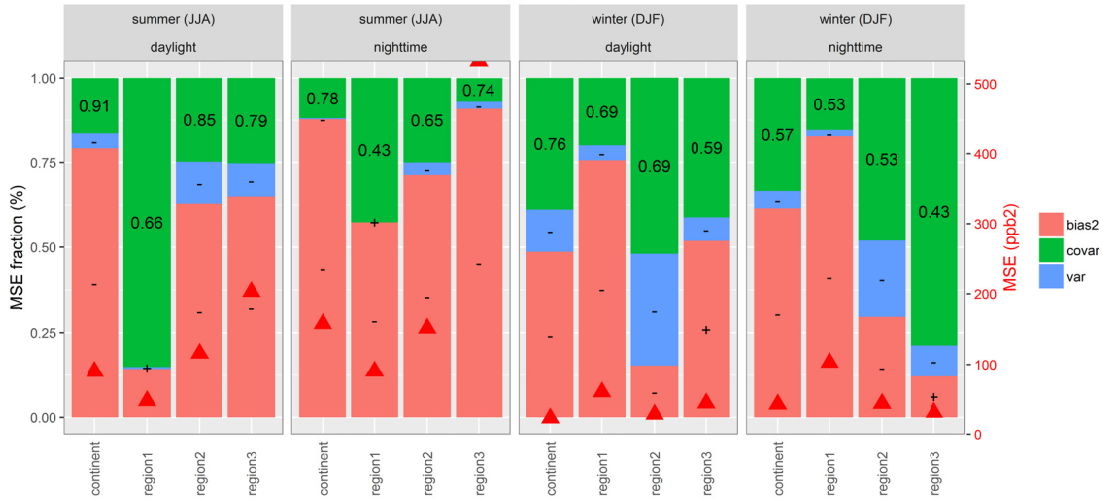 summer (JJA)
daylight
summer (JJA)
nighttime
winter (DJF)
daylight
winter (DJF)
nighttime
MSE fraction (%)
1.00
0.75
0.50
0.25
0.00
0.91
0.66
0.85
0.79
0.78
0.43
0.65
0.74
0.76
0.69
0.69
0.59
0.57
0.53
0.53
0.43
-
-
+
-
-
-
-
-
-
+
-
-
-
-
-
-
-
-
-
-
-
-
+
-
-
-
-
-
-
-
+
500
400
300
200
100
0
MSE (ppb2)
bias2
covar
var
continent
region1
region2
region3
continent
region1
region2
region3
continent
region1
region2
region3
continent
region1
region2
region3